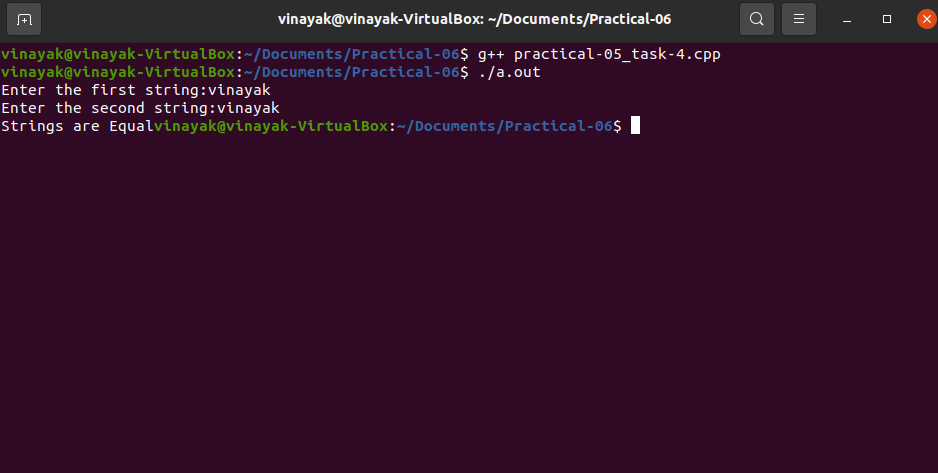 vinayak@vinayak-VirtualBox: ~/Documents/Practical-06
vinayak@vinayak-VirtualBox:~/Documents/Practical-06$ g++ practical-05_task-4.cpp
vinayak@vinayak-VirtualBox:~/Documents/Practical-06$ ./a.out
Enter the first string:vinayak
Enter the second string:vinayak
Strings are Equalvinayak@vinayak-VirtualBox:~/Documents/Practical-06$